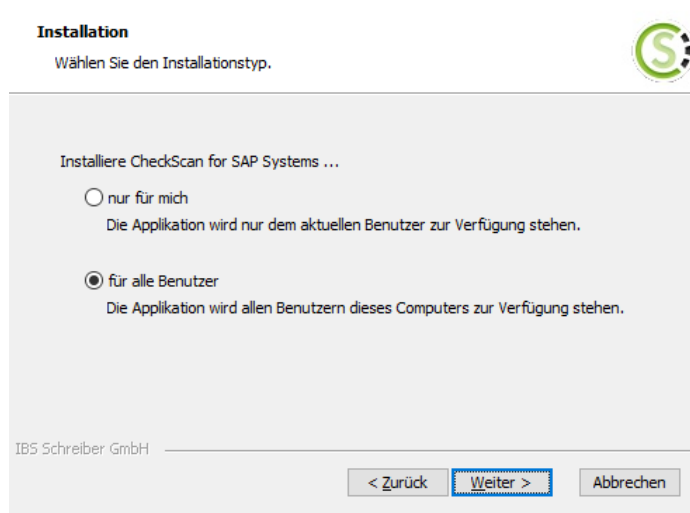 Installation
Wählen Sie den Installationstyp.
S
Installiere CheckScan for SAP Systems ...
nur für mich
Die Applikation wird nur dem aktuellen Benutzer zur Verfügung stehen.
für alle Benutzer
Die Applikation wird allen Benutzern dieses Computers zur Verfügung stehen.
IBS Schreiber GmbH
< Zurück Weiter > Abbrechen